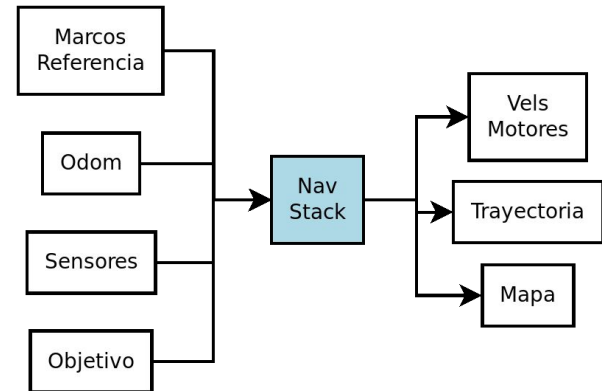 Marcos
Referencia
Odom
Sensores
Objetivo
Nav
Stack
Vels
Motores
Trayectoria
Mapa